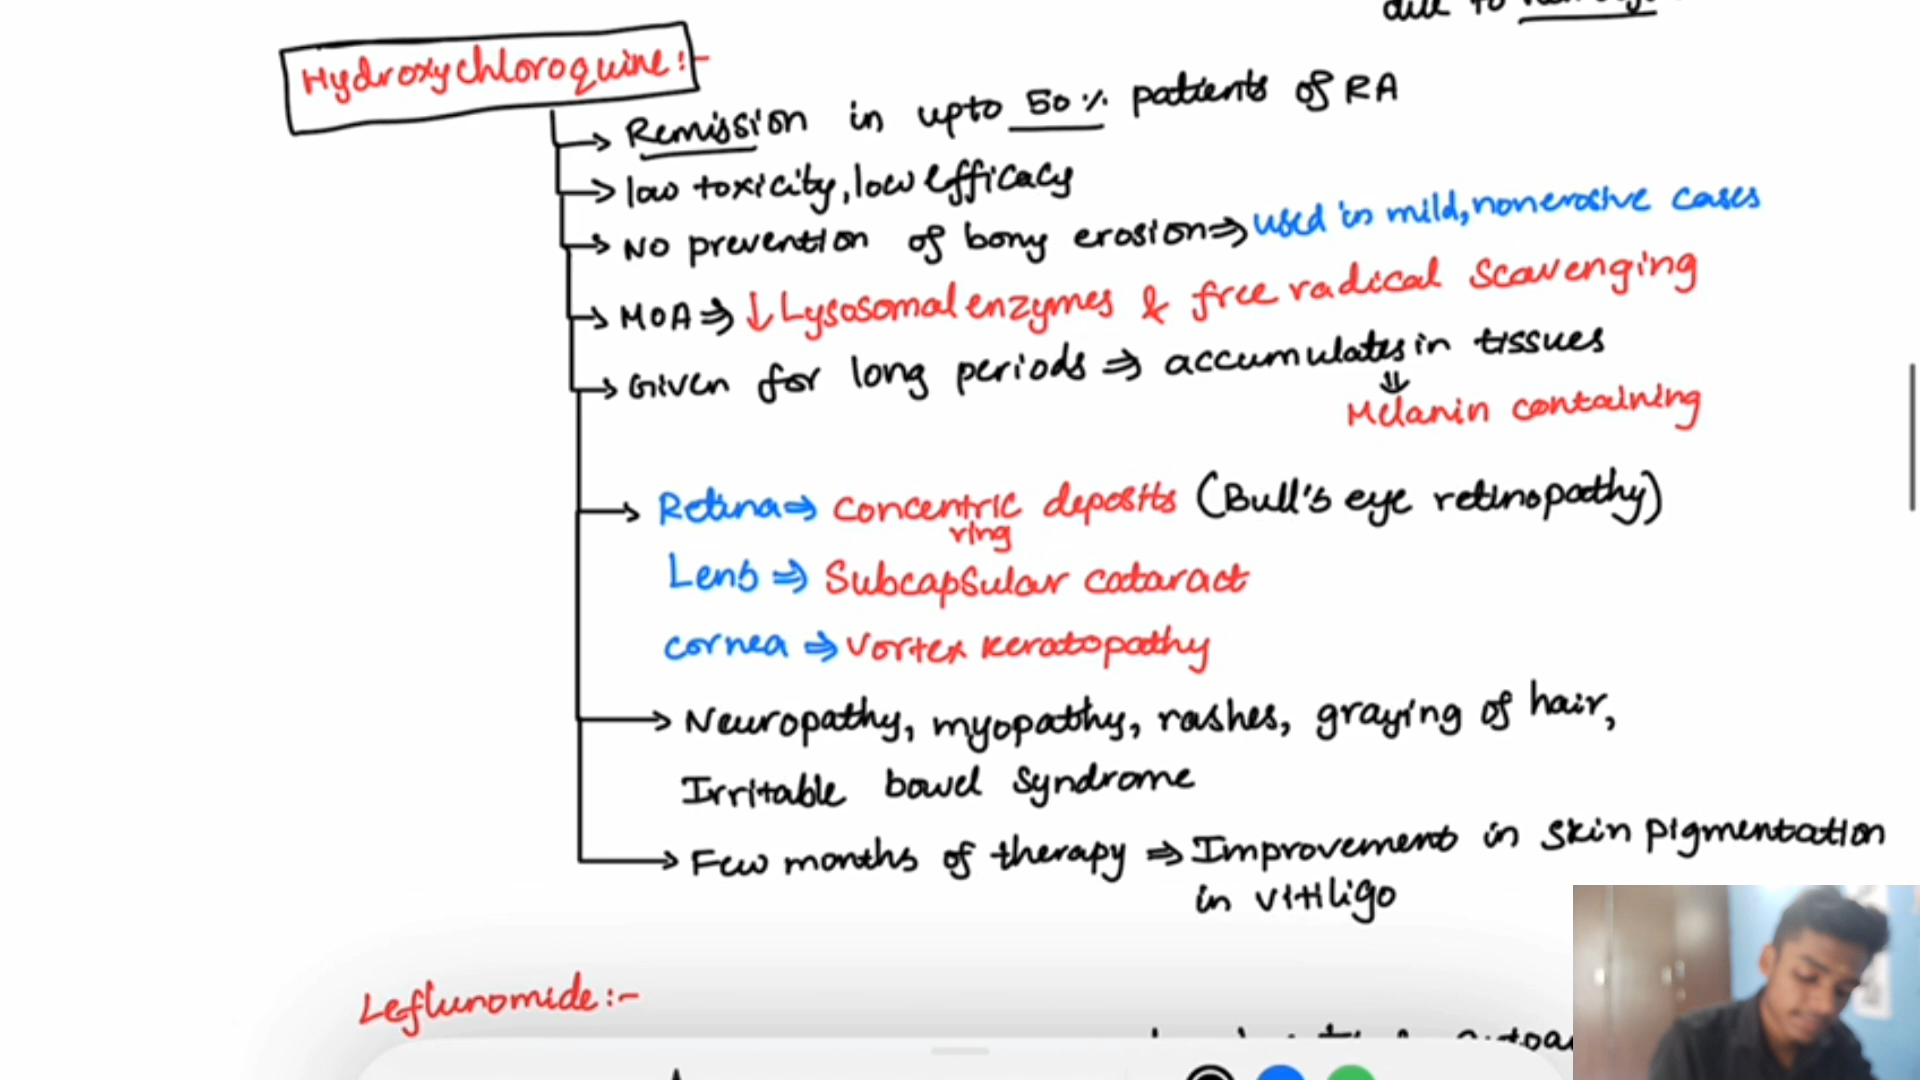 due to
Hydroxychloroquine:-
→ Remission in upto 50% patients of RA
→ low toxicity, low efficacy
→ No prevention of bony erosion ⇒ used in mild, nonerosive cases
→ MOA ⇒ ↓ Lysosomal enzymes & free radical scavenging
→ Given for long periods ⇒ accumulates in tissues
⇓
Melanin containing
→ Retina ⇒ concentric deposits (Bull's eye retinopathy)
ring
Lens ⇒ Subcapsular cataract
cornea ⇒ Vortex keratopathy
→ Neuropathy, myopathy, rashes, graying of hair,
Irritable bowel syndrome
→ Few months of therapy ⇒ Improvement in skin pigmentation
in vitiligo
Leflunomide:-